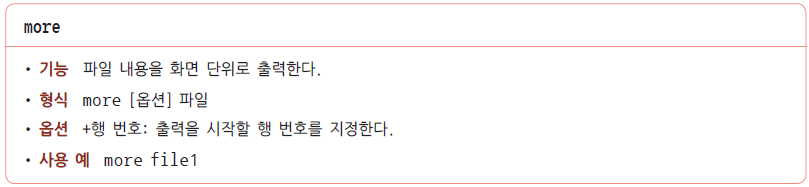 more
• 기능 파일 내용을 화면 단위로 출력한다.
• 형식 more [옵션] 파일
• 옵션 +행 번호: 출력을 시작할 행 번호를 지정한다.
• 사용 예 more file1